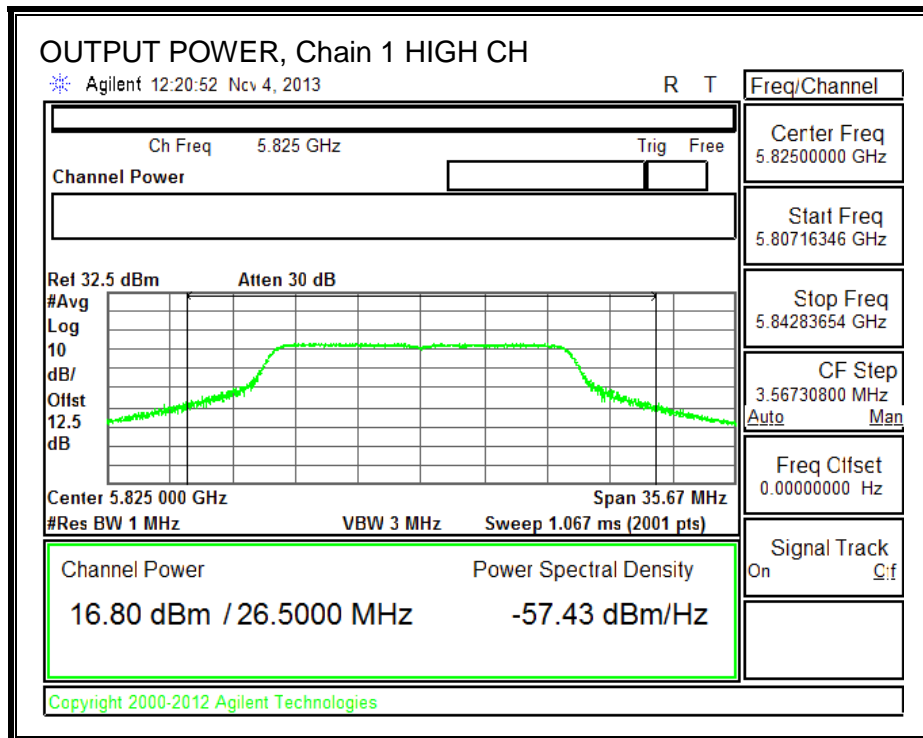 OUTPUT POWER, Chain 1 HIGH CH
Agilent 12:20:52 Nov 4, 2013 R T
Freq/Channel
Ch Freq 5.825 GHz Trig Free
Channel Power
Center Freq
5.82500000 GHz
Start Freq
5.80716346 GHz
Stop Freq
5.84283654 GHz
CF Step
3.56730800 MHz
Auto Man
Freq Offset
0.00000000 Hz
Signal Track
On Off
Ref 32.5 dBm Atten 30 dB
#Avg
Log
10
dB/
Offst
12.5
dB
Center 5.825 000 GHz Span 35.67 MHz
#Res BW 1 MHz VBW 3 MHz Sweep 1.067 ms (2001 pts)
Channel Power Power Spectral Density
16.80 dBm / 26.5000 MHz -57.43 dBm/Hz
Copyright 2000-2012 Agilent Technologies